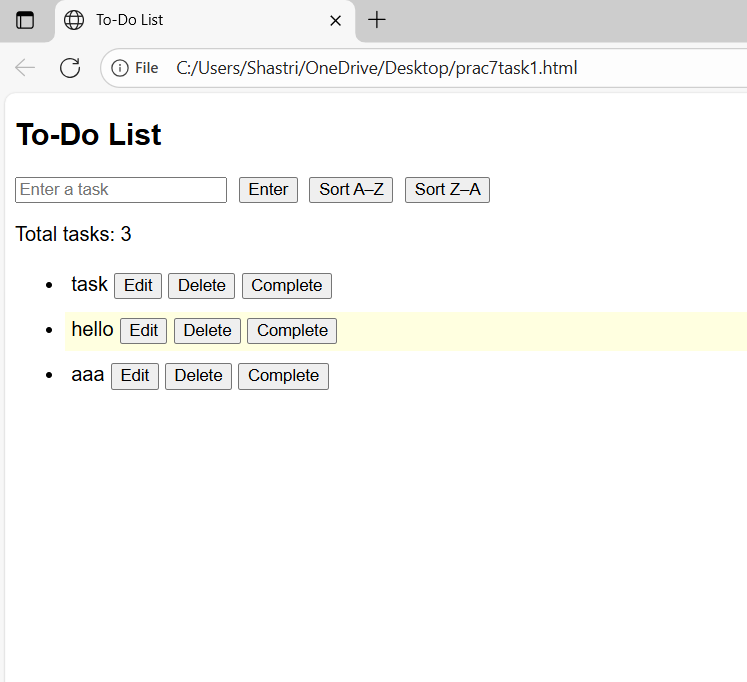 To-Do List
File C:/Users/Shastri/OneDrive/Desktop/prac7task1.html
To-Do List
Enter a task Enter Sort A–Z Sort Z–A
Total tasks: 3
task Edit Delete Complete
hello Edit Delete Complete
aaa Edit Delete Complete